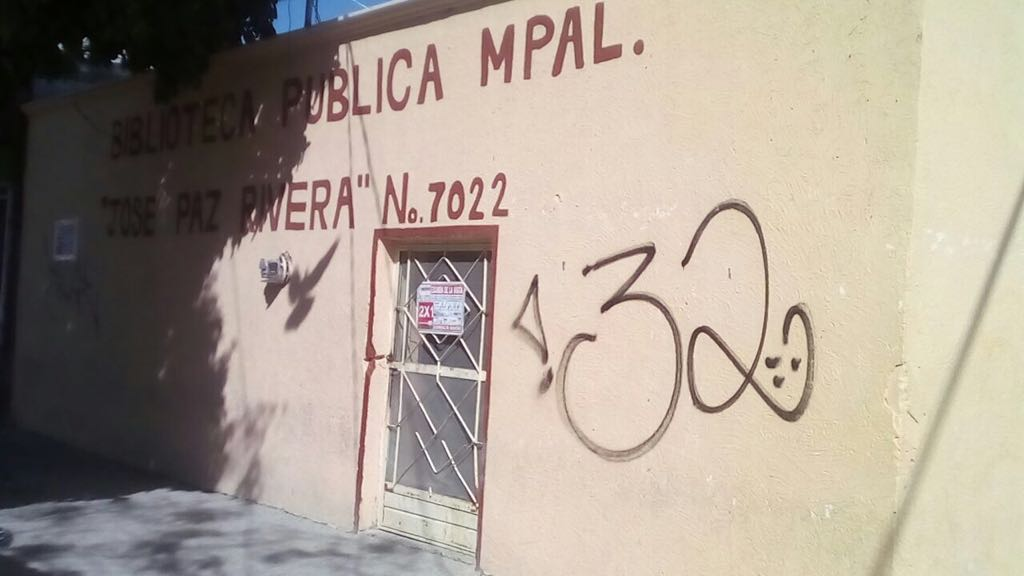 BIBLIOTECA PUBLICA MPAL.
"JOSE PAZ RIVERA" No. 7022
2X1
32